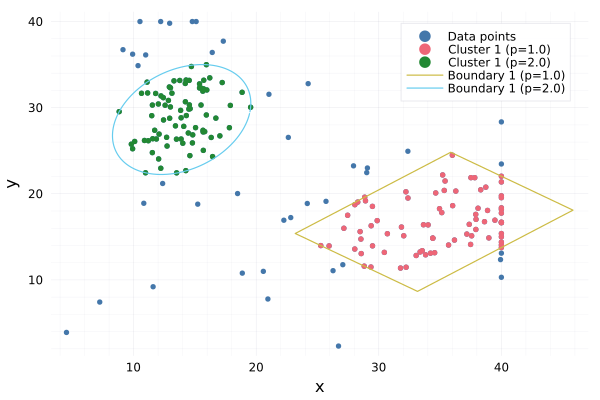 Data points
Cluster 1 (p=1.0)
Cluster 1 (p=2.0)
Boundary 1 (p=1.0)
Boundary 1 (p=2.0)
40
30
20
10
y
10 20 30 40
x